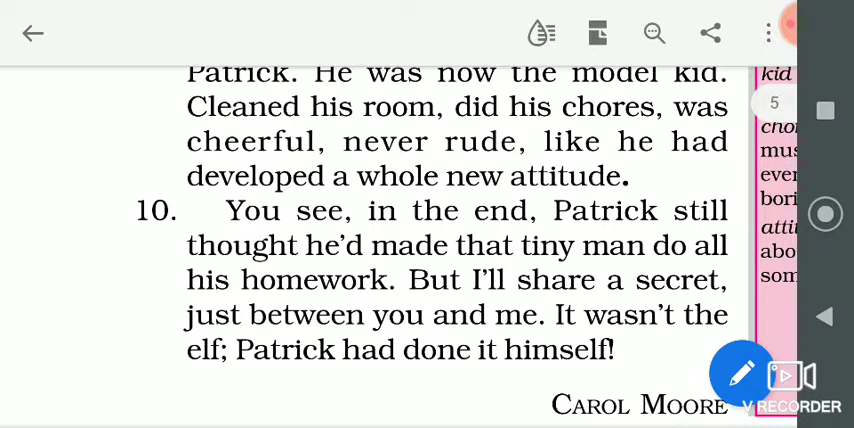 Patrick. He was now the model kid.
Cleaned his room, did his chores, was
cheerful, never rude, like he had
developed a whole new attitude.
10. You see, in the end, Patrick still
thought he'd made that tiny man do all
his homework. But I'll share a secret,
just between you and me. It wasn't the
elf; Patrick had done it himself!
CAROL MOORE
kid
5
mus
ever
bori
abo
som
V RECORDER